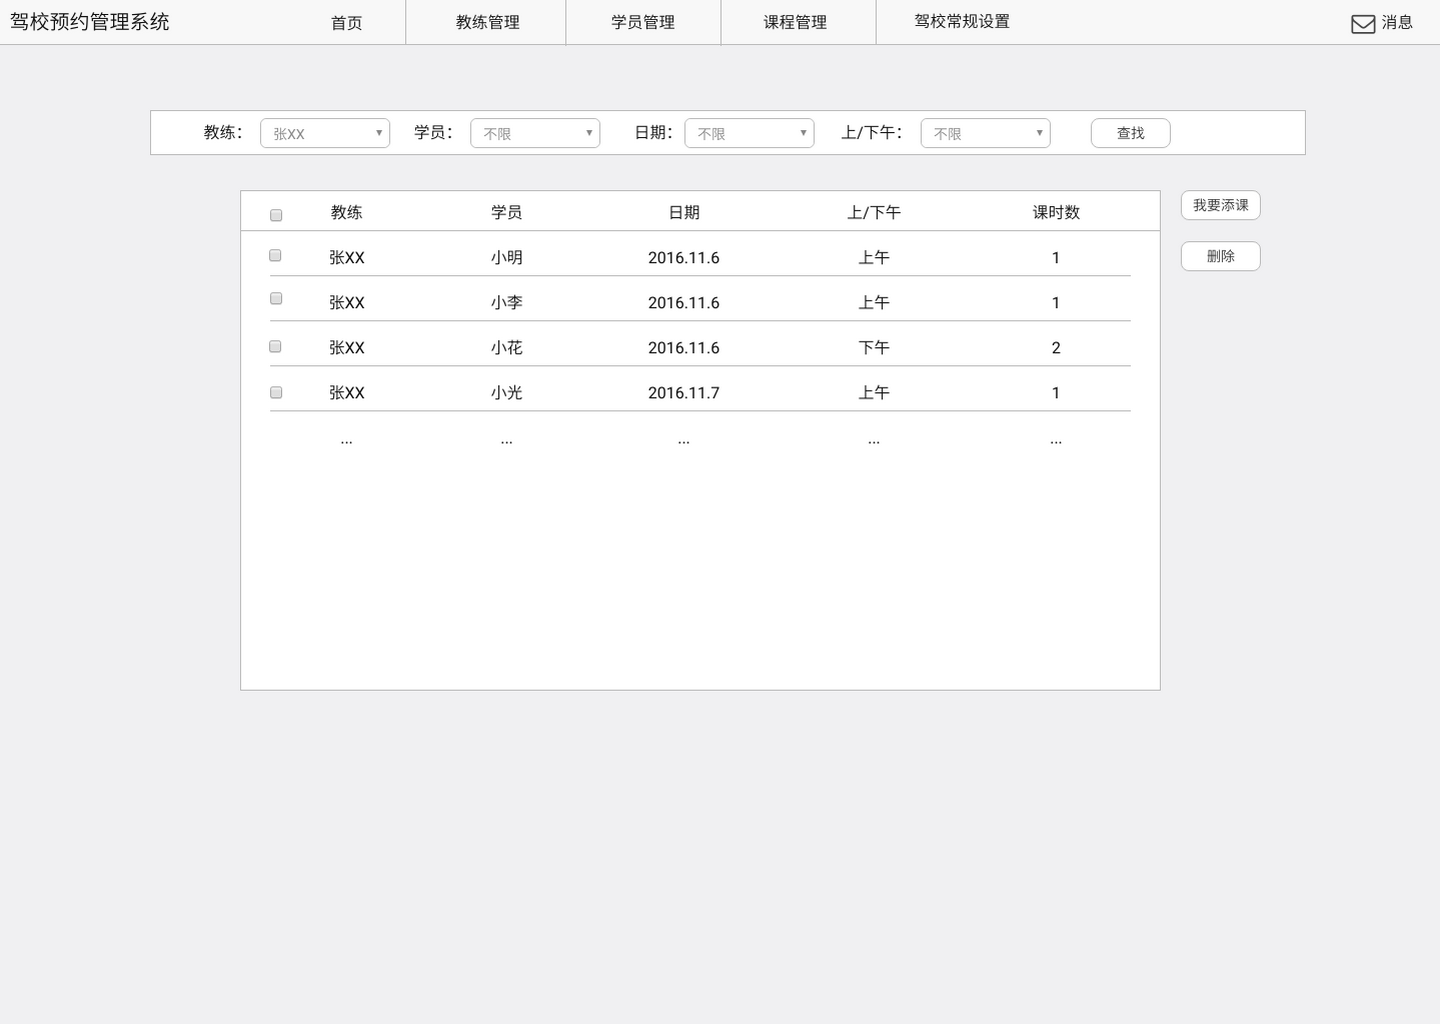 驾校预约管理系统 首页 教练管理 学员管理 课程管理 驾校常规设置 消息
教练： 张XX 学员： 不限 日期： 不限 上/下午： 不限 查找
教练 学员 日期 上/下午 课时数 我要添课
张XX 小明 2016.11.6 上午 1 删除
张XX 小李 2016.11.6 上午 1
张XX 小花 2016.11.6 下午 2
张XX 小光 2016.11.7 上午 1
... ... ... ... ...